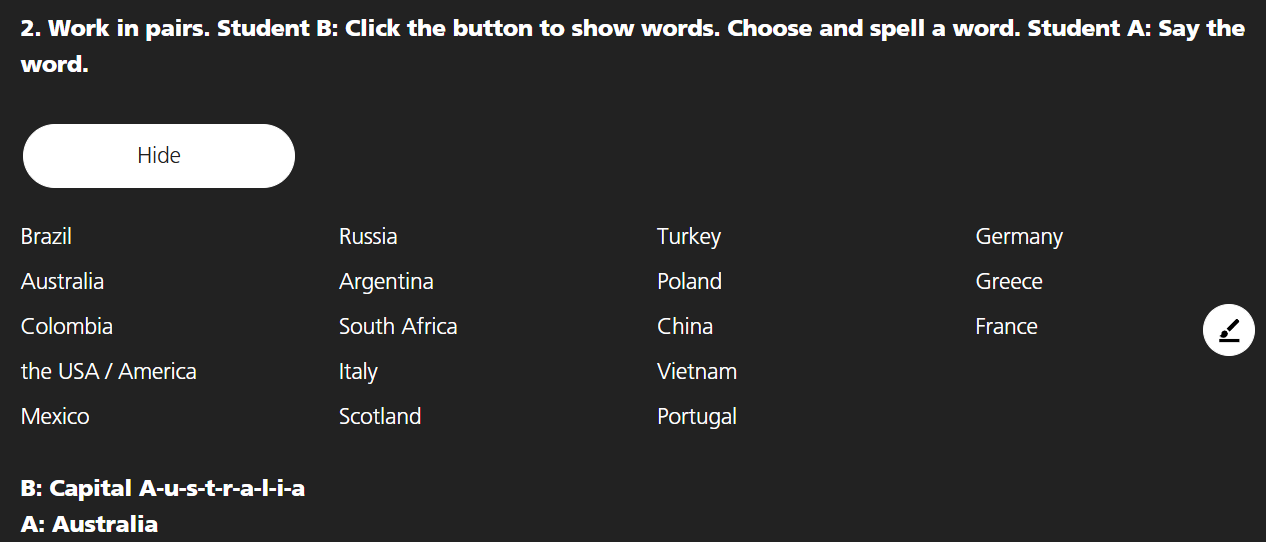 2. Work in pairs. Student B: Click the button to show words. Choose and spell a word. Student A: Say the
word.
Hide
Brazil Russia Turkey Germany
Australia Argentina Poland Greece
Colombia South Africa China France
the USA / America Italy Vietnam
Mexico Scotland Portugal
B: Capital A-u-s-t-r-a-l-i-a
A: Australia